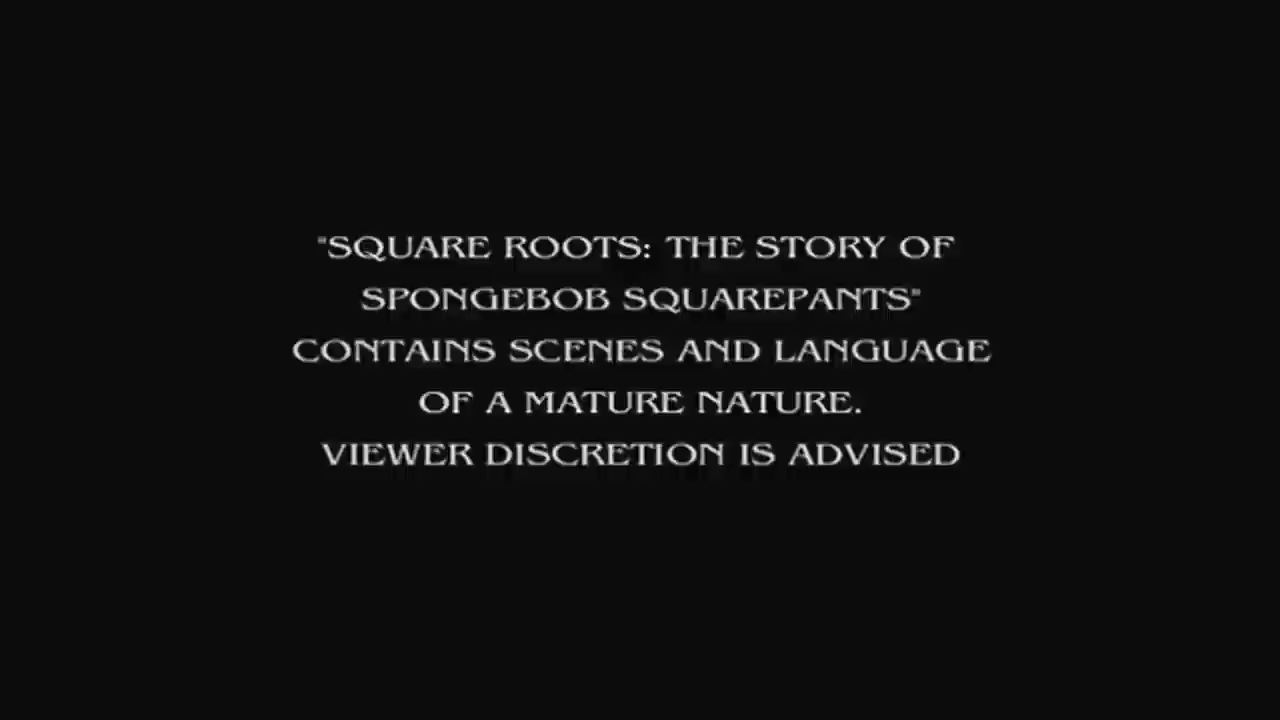 "SQUARE ROOTS: THE STORY OF
SPONGEBOB SQUAREPANTS"
CONTAINS SCENES AND LANGUAGE
OF A MATURE NATURE.
VIEWER DISCRETION IS ADVISED